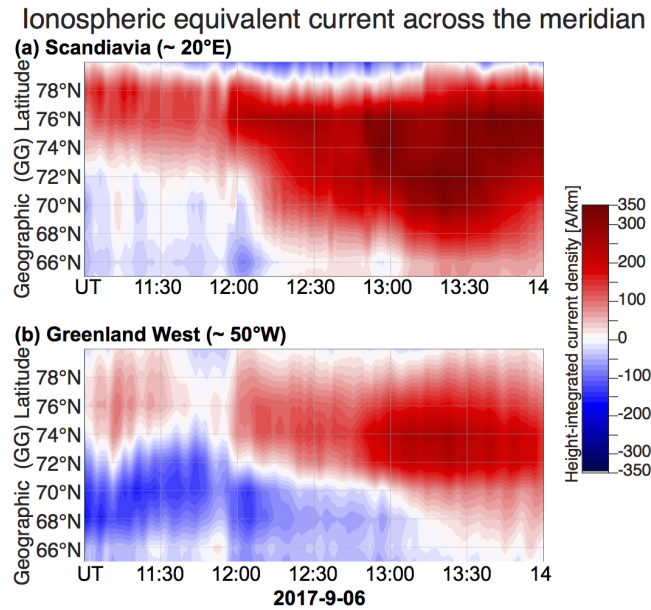 Ionospheric equivalent current across the meridian
(a) Scandiavia (~ 20°E)
Geographic (GG) Latitude
78°N
76°N
74°N
72°N
70°N
68°N
66°N
UT 11:30 12:00 12:30 13:00 13:30 14
(b) Greenland West (~ 50°W)
Geographic (GG) Latitude
78°N
76°N
74°N
72°N
70°N
68°N
66°N
UT 11:30 12:00 12:30 13:00 13:30 14
2017-9-06
Height-integrated current density [A/km]
350
300
200
100
0
-100
-200
-300
-350